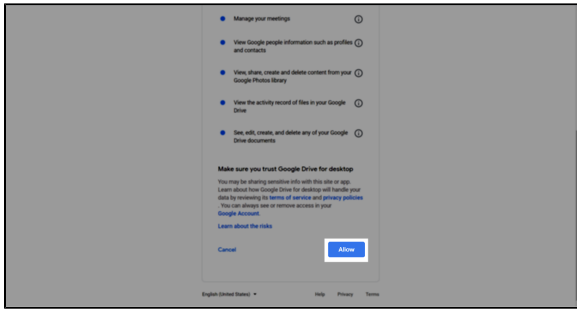 Manage your meetings
View Google people information such as profiles
and contacts
View, share, create and delete content from your
Google Photos library
View the activity record of files in your Google
Drive
See, edit, create, and delete any of your Google
Drive documents
Make sure you trust Google Drive for desktop
You may be sharing sensitive info with this site or app.
Learn about how Google Drive for desktop will handle your
data by reviewing its terms of service and privacy policies
. You can always see or remove access in your
Google Account.
Learn about the risks
Cancel Allow
English (United States) Help Privacy Terms